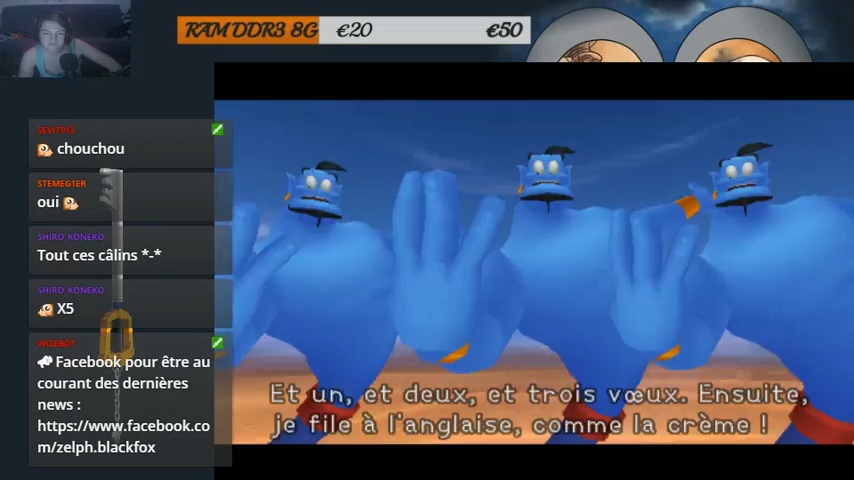 RAM DDR3 8G €20 €50
SEVIT913
chouchou
STEMEG1ER
oui
SHIRO_KONEKO
Tout ces câlins *-*
SHIRO_KONEKO
X5
WIZEBOT
Facebook pour être au
courant des dernières
news :
https://www.facebook.co
m/zelph.blackfox
Et un, et deux, et trois vœux. Ensuite,
je file à l'anglaise, comme la crème !